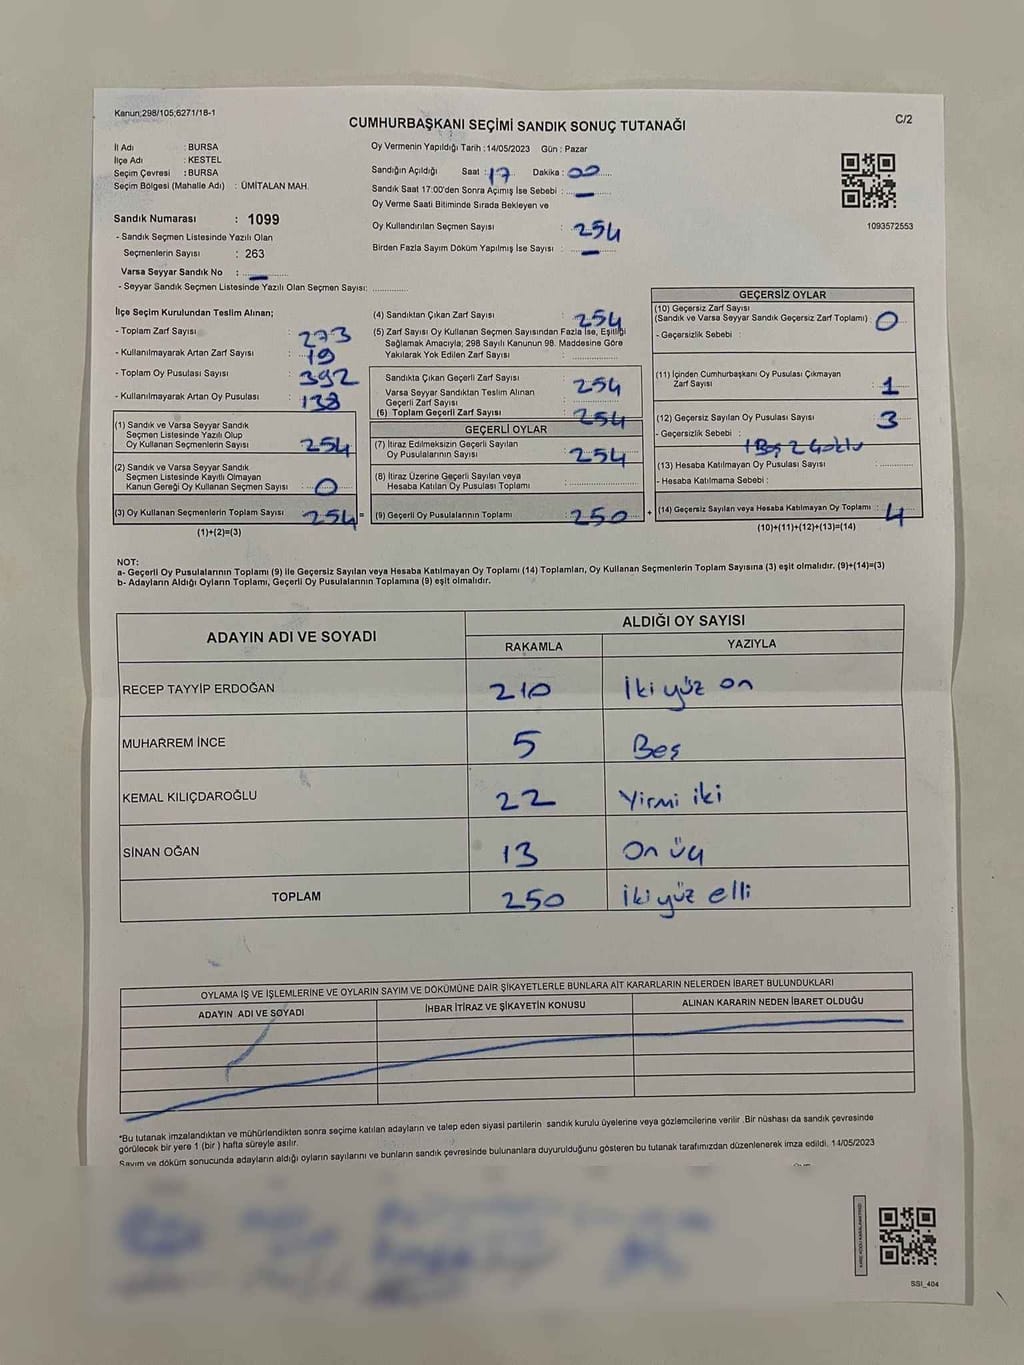 Kanun;298/105;6271/18-1
CUMHURBAŞKANI SEÇİMİ SANDIK SONUÇ TUTANAĞI
C/2
İl Adı : BURSA
İlçe Adı : KESTEL
Seçim Çevresi : BURSA
Seçim Bölgesi (Mahalle Adı) : ÜMİTALAN MAH.
Sandık Numarası : 1099
- Sandık Seçmen Listesinde Yazılı Olan
Seçmenlerin Sayısı : 263
Varsa Seyyar Sandık No :
- Seyyar Sandık Seçmen Listesinde Yazılı Olan Seçmen Sayısı:
Oy Vermenin Yapıldığı Tarih :14/05/2023 Gün : Pazar
Sandığın Açıldığı Saat : 17 Dakika : 00
Sandık Saat 17:00'den Sonra Açımış İse Sebebi : —
Oy Verme Saati Bitiminde Sırada Bekleyen ve
Oy Kullandırılan Seçmen Sayısı : 254
Birden Fazla Sayım Döküm Yapılmış İse Sayısı : —
1093572553
İlçe Seçim Kurulundan Teslim Alınan;
- Toplam Zarf Sayısı : 273
- Kullanılmayarak Artan Zarf Sayısı : 19
- Toplam Oy Pusulası Sayısı : 392
- Kullanılmayarak Artan Oy Pusulası : 138
(1) Sandık ve Varsa Seyyar Sandık
Seçmen Listesinde Yazılı Olup
Oy Kullanan Seçmenlerin Sayısı : 254
(2) Sandık ve Varsa Seyyar Sandık
Seçmen Listesinde Kayıtlı Olmayan
Kanun Gereği Oy Kullanan Seçmen Sayısı : 0
(3) Oy Kullanan Seçmenlerin Toplam Sayısı : 254 =
(1)+(2)=(3)
(4) Sandıktan Çıkan Zarf Sayısı : 254
(5) Zarf Sayısı Oy Kullanan Seçmen Sayısından Fazla İse, Eşitliği
Sağlamak Amacıyla; 298 Sayılı Kanunun 98. Maddesine Göre
Yakılarak Yok Edilen Zarf Sayısı :
Sandıkta Çıkan Geçerli Zarf Sayısı : 254
Varsa Seyyar Sandıktan Teslim Alınan
Geçerli Zarf Sayısı :
(6) Toplam Geçerli Zarf Sayısı : 254
GEÇERLİ OYLAR
(7) İtiraz Edilmeksizin Geçerli Sayılan
Oy Pusulalarının Sayısı : 254
(8) İtiraz Üzerine Geçerli Sayılan veya
Hesaba Katılan Oy Pusulası Toplamı :
(9) Geçerli Oy Pusulalarının Toplamı : 250 +
GEÇERSİZ OYLAR
(10) Geçersiz Zarf Sayısı
(Sandık ve Varsa Seyyar Sandık Geçersiz Zarf Toplamı) : 0
- Geçersizlik Sebebi :
(11) İçinden Cumhurbaşkanı Oy Pusulası Çıkmayan
Zarf Sayısı : 1
(12) Geçersiz Sayılan Oy Pusulası Sayısı : 3
- Geçersizlik Sebebi : 1 Boş 2 Çoklu
(13) Hesaba Katılmayan Oy Pusulası Sayısı :
- Hesaba Katılmama Sebebi :
(14) Geçersiz Sayılan veya Hesaba Katılmayan Oy Toplamı : 4
(10)+(11)+(12)+(13)=(14)
NOT:
a- Geçerli Oy Pusulalarının Toplamı (9) ile Geçersiz Sayılan veya Hesaba Katılmayan Oy Toplamı (14) Toplamları, Oy Kullanan Seçmenlerin Toplam Sayısına (3) eşit olmalıdır. (9)+(14)=(3)
b- Adayların Aldığı Oyların Toplamı, Geçerli Oy Pusulalarının Toplamına (9) eşit olmalıdır.
ADAYIN ADI VE SOYADI
ALDIĞI OY SAYISI
RAKAMLA YAZIYLA
RECEP TAYYİP ERDOĞAN 210 İki yüz on
MUHARREM İNCE 5 Beş
KEMAL KILIÇDAROĞLU 22 Yirmi iki
SİNAN OĞAN 13 On üç
TOPLAM 250 İki yüz elli
OYLAMA İŞ VE İŞLEMLERİNE VE OYLARIN SAYIM VE DÖKÜMÜNE DAİR ŞİKAYETLERLE BUNLARA AİT KARARLARIN NELERDEN İBARET BULUNDUKLARI
ADAYIN ADI VE SOYADI İHBAR İTİRAZ VE ŞİKAYETİN KONUSU ALINAN KARARIN NEDEN İBARET OLDUĞU
*Bu tutanak imzalandıktan ve mühürlendikten sonra seçime katılan adayların ve talep eden siyasi partilerin sandık kurulu üyelerine veya gözlemcilerine verilir .Bir nüshası da sandık çevresinde
görülecek bir yere 1 (bir ) hafta süreyle asılır.
Sayım ve döküm sonucunda adayların aldığı oyların sayılarını ve bunların sandık çevresinde bulunanlara duyurulduğunu gösteren bu tutanak tarafımızdan düzenlenerek imza edildi. 14/05/2023
SSI_404